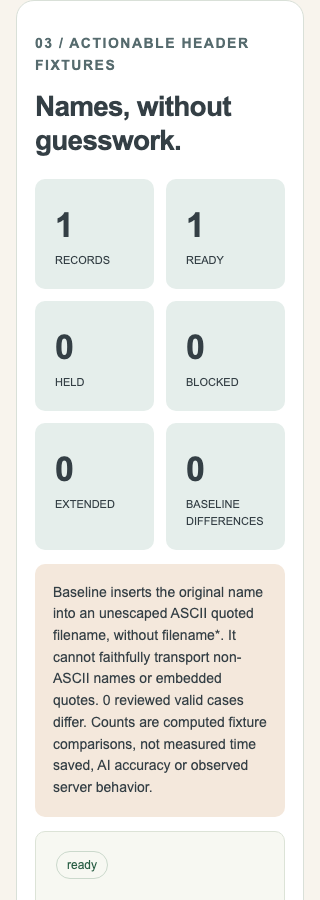 03 / ACTIONABLE HEADER
FIXTURES
Names, without
guesswork.
1
RECORDS
1
READY
0
HELD
0
BLOCKED
0
EXTENDED
0
BASELINE
DIFFERENCES
Baseline inserts the original name
into an unescaped ASCII quoted
filename, without filename*. It
cannot faithfully transport non-
ASCII names or embedded
quotes. 0 reviewed valid cases
differ. Counts are computed fixture
comparisons, not measured time
saved, AI accuracy or observed
server behavior.
ready